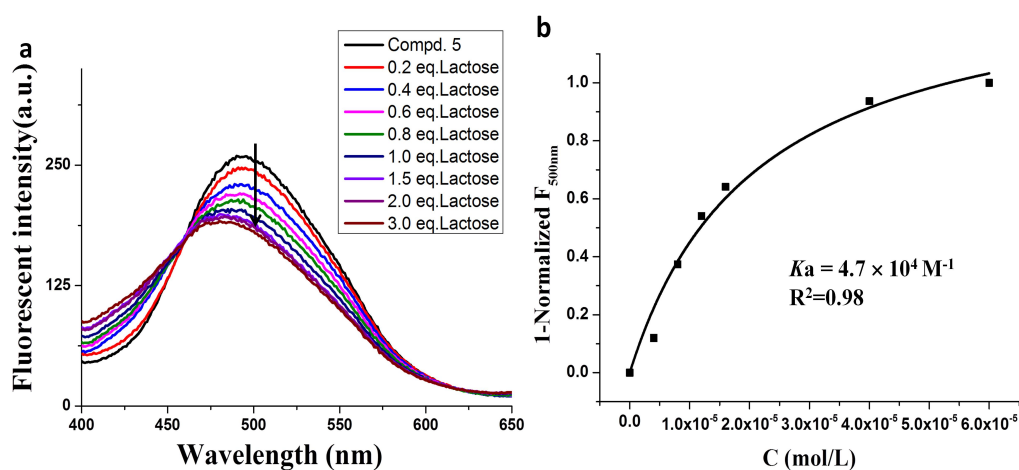 a
Fluorescent intensity(a.u.)
250
125
0
400 450 500 550 600 650
Wavelength (nm)
Compd. 5
0.2 eq.Lactose
0.4 eq.Lactose
0.6 eq.Lactose
0.8 eq.Lactose
1.0 eq.Lactose
1.5 eq.Lactose
2.0 eq.Lactose
3.0 eq.Lactose
b
1-Normalized F500nm
1.0
0.8
0.6
0.4
0.2
0.0
Ka = 4.7 × 10⁴ M⁻¹
R²=0.98
0.0 1.0x10⁻⁵ 2.0x10⁻⁵ 3.0x10⁻⁵ 4.0x10⁻⁵ 5.0x10⁻⁵ 6.0x10⁻⁵
C (mol/L)